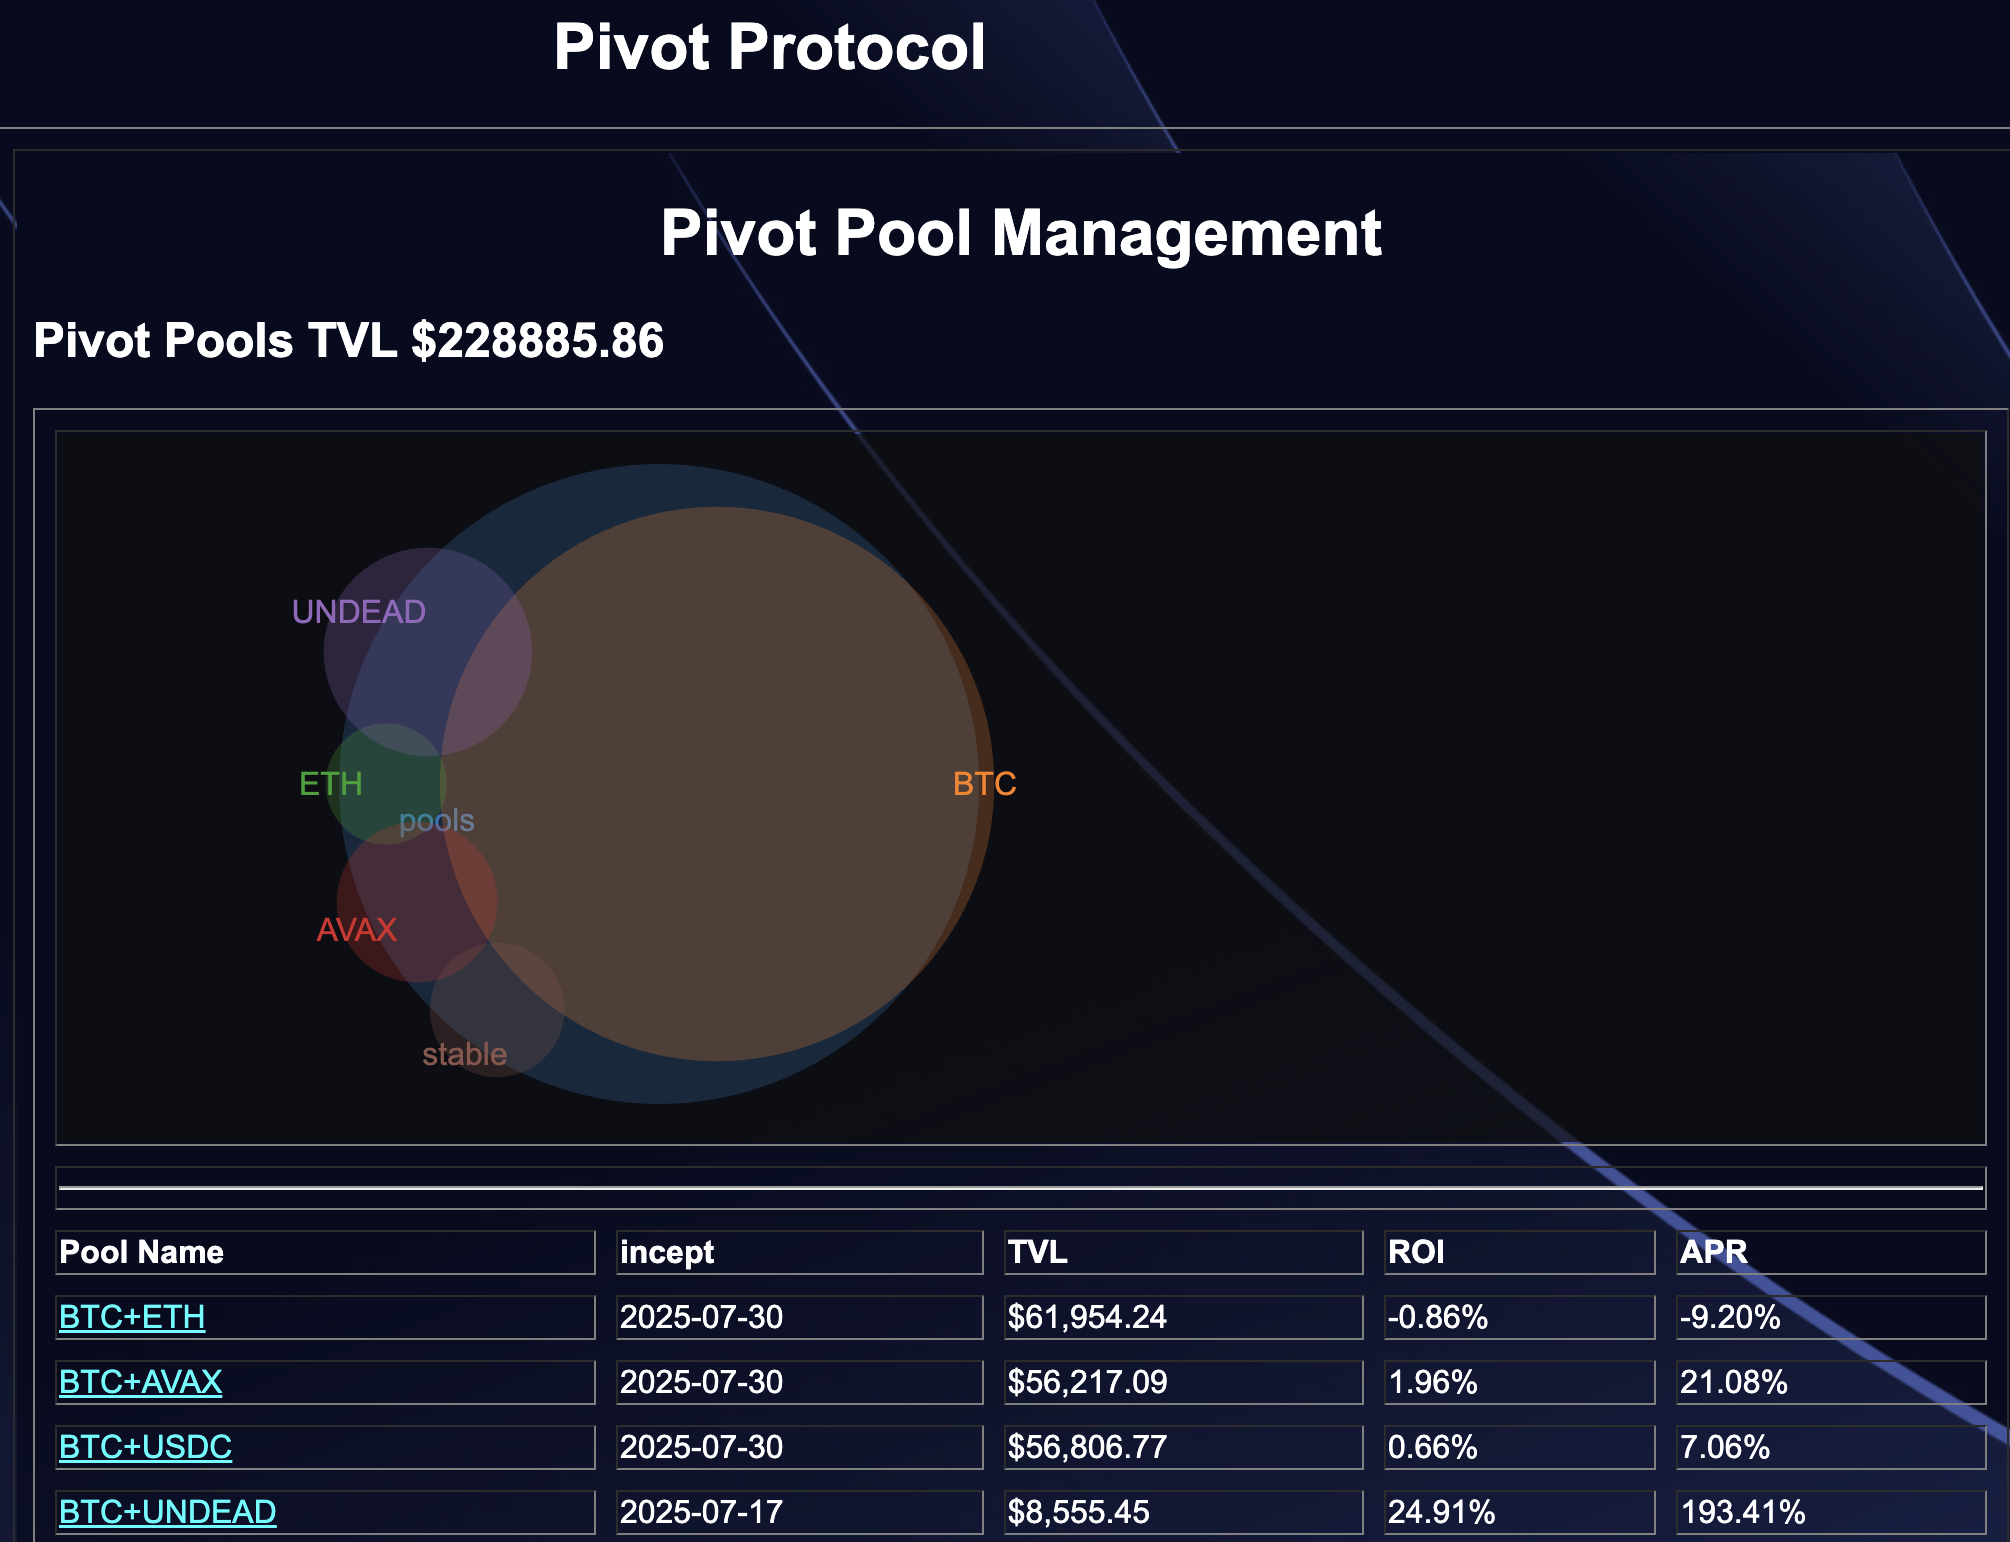 Pivot Protocol
Pivot Pool Management
Pivot Pools TVL $228885.86
UNDEAD
ETH
BTC
pools
AVAX
stable
Pool Name incept TVL ROI APR
BTC+ETH 2025-07-30 $61,954.24 -0.86% -9.20%
BTC+AVAX 2025-07-30 $56,217.09 1.96% 21.08%
BTC+USDC 2025-07-30 $56,806.77 0.66% 7.06%
BTC+UNDEAD 2025-07-17 $8,555.45 24.91% 193.41%